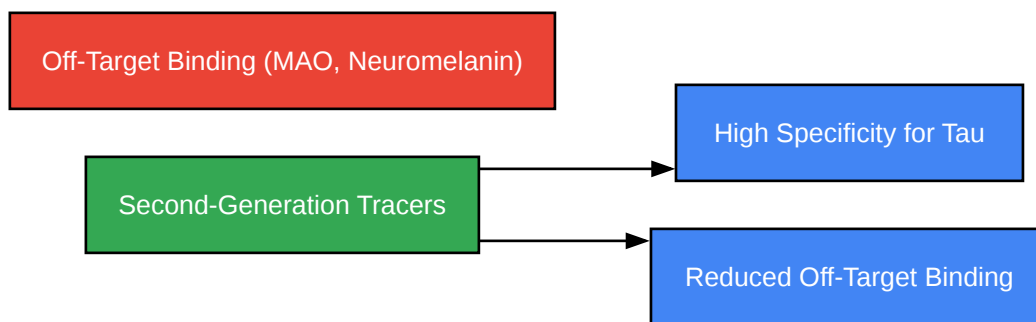 Off-Target Binding (MAO, Neuromelanin)
High Specificity for Tau
Second-Generation Tracers
Reduced Off-Target Binding